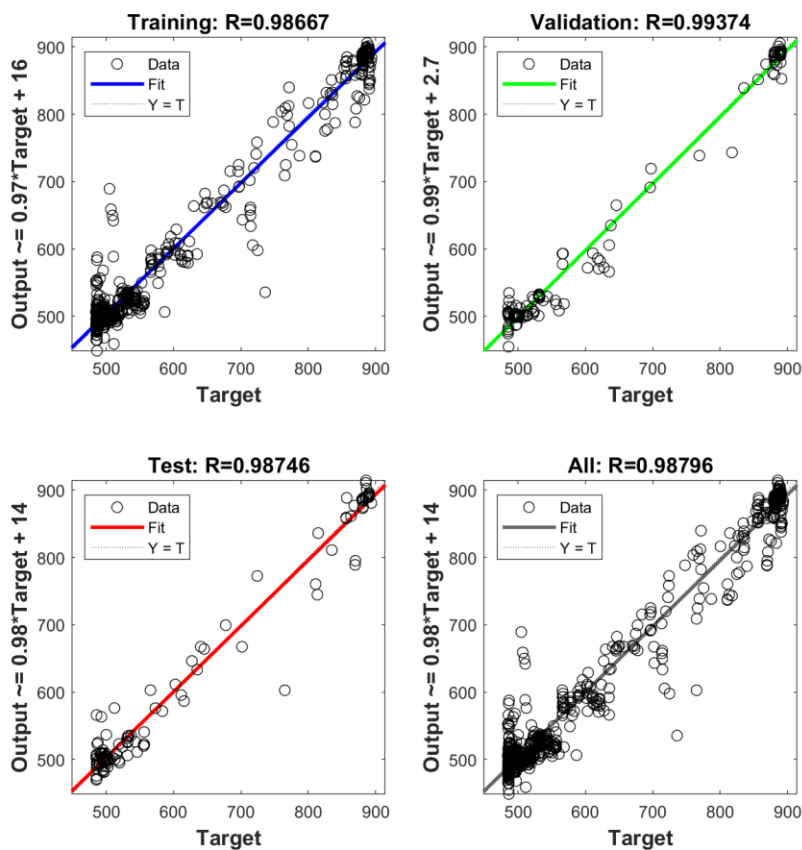 Training: R=0.98667
Output ~= 0.97*Target + 16
900
800
700
600
500
Data
Fit
Y = T
500 600 700 800 900
Target
Validation: R=0.99374
Output ~= 0.99*Target + 2.7
900
800
700
600
500
Data
Fit
Y = T
500 600 700 800 900
Target
Test: R=0.98746
Output ~= 0.98*Target + 14
900
800
700
600
500
Data
Fit
Y = T
500 600 700 800 900
Target
All: R=0.98796
Output ~= 0.98*Target + 14
900
800
700
600
500
Data
Fit
Y = T
500 600 700 800 900
Target